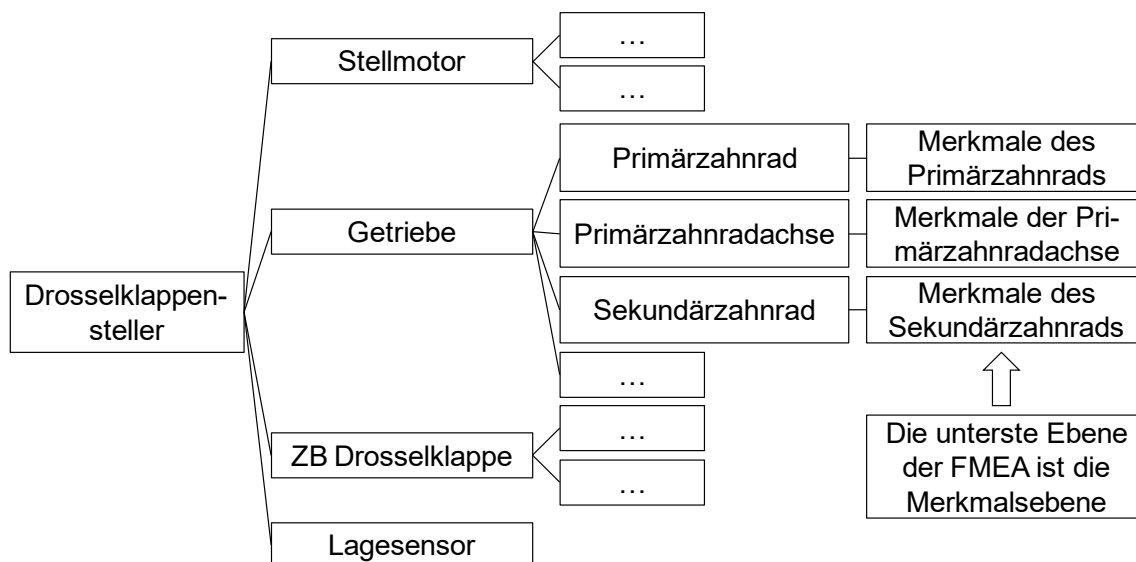 …
Stellmotor
…
Primärzahnrad
Merkmale des
Primärzahnrads
Getriebe
Primärzahnradachse
Merkmale der Pri-
märzahnradachse
Drosselklappen-
steller
Sekundärzahnrad
Merkmale des
Sekundärzahnrads
…
…
ZB Drosselklappe
…
Die unterste Ebene
der FMEA ist die
Merkmalsebene
Lagesensor